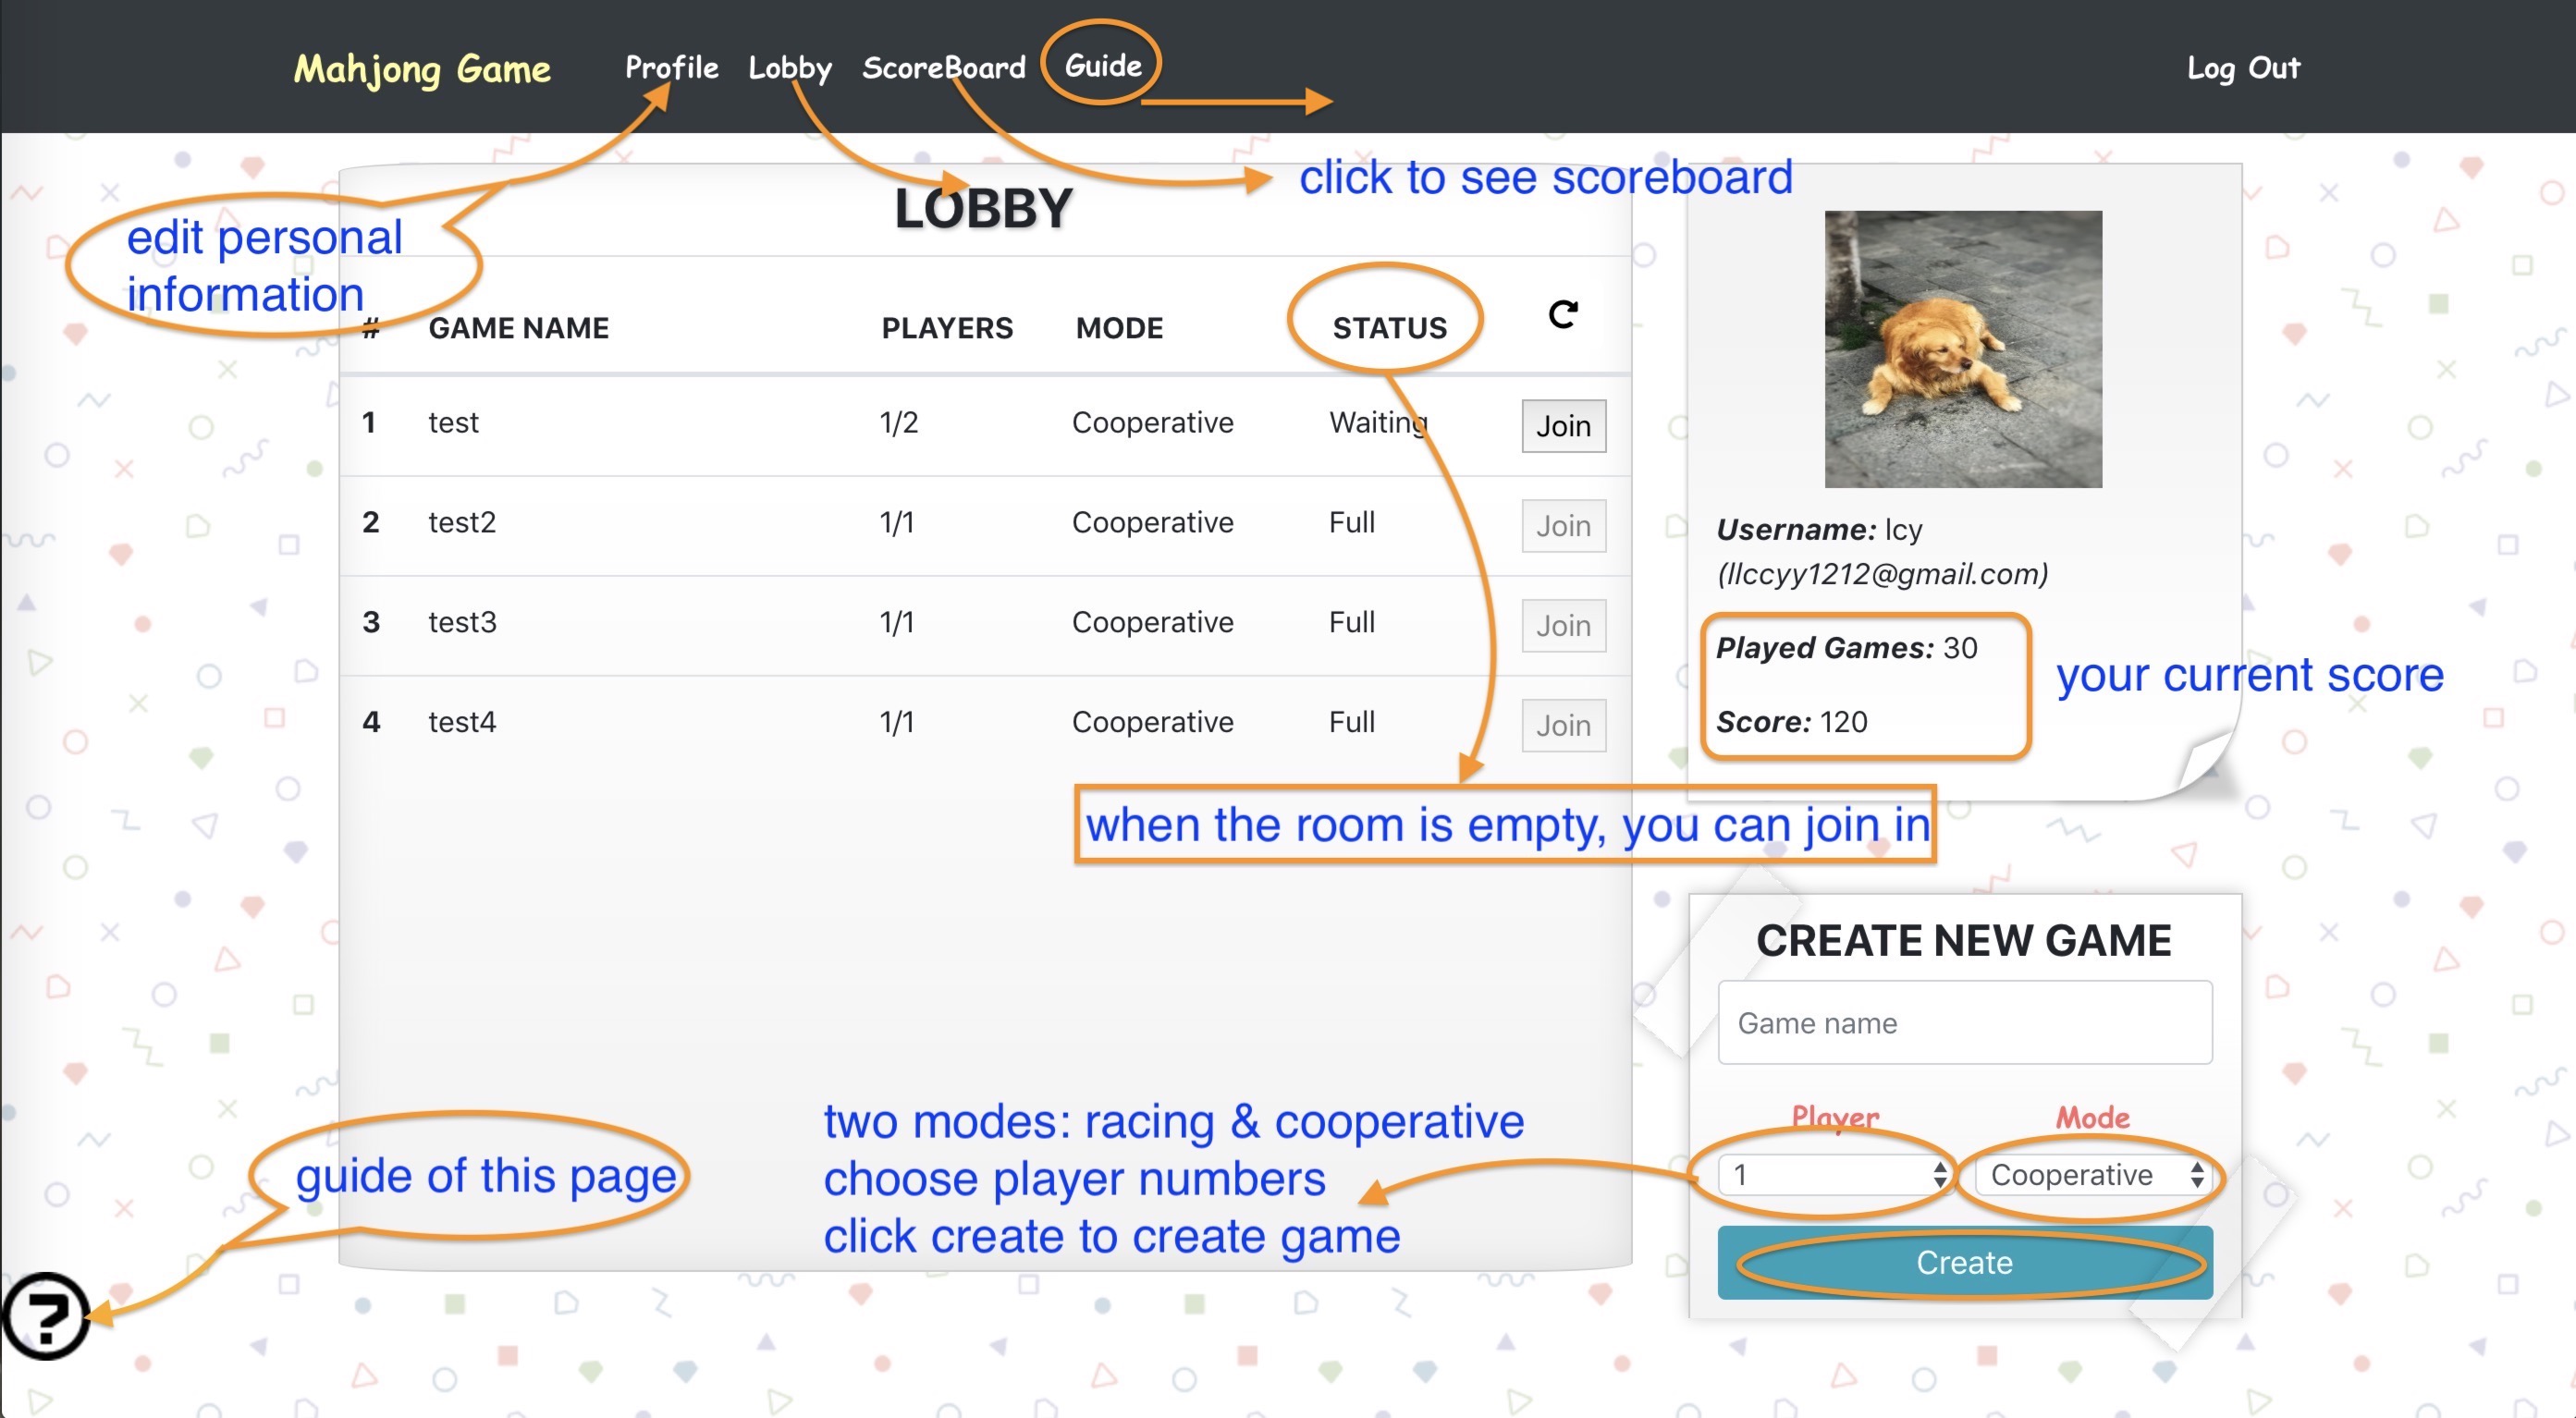 Mahjong Game Profile Lobby ScoreBoard Guide Log Out
click to see scoreboard
LOBBY
edit personal
information
# GAME NAME PLAYERS MODE STATUS
1 test 1/2 Cooperative Waiting Join
2 test2 1/1 Cooperative Full Join
3 test3 1/1 Cooperative Full Join
4 test4 1/1 Cooperative Full Join
when the room is empty, you can join in
Username: lcy
(llccyy1212@gmail.com)
Played Games: 30
Score: 120
your current score
CREATE NEW GAME
Game name
Player Mode
1 Cooperative
Create
two modes: racing & cooperative
choose player numbers
click create to create game
guide of this page
?